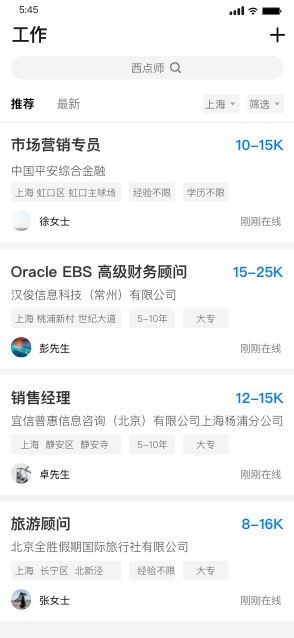 5:45
工作
西点师
推荐 最新 上海 筛选
市场营销专员 10-15K
中国平安综合金融
上海 虹口区 虹口主球场 经验不限 学历不限
徐女士 刚刚在线
Oracle EBS 高级财务顾问 15-25K
汉俊信息科技（常州）有限公司
上海 桃浦新村 世纪大道 5-10年 大专
彭先生 刚刚在线
销售经理 12-15K
宜信普惠信息咨询（北京）有限公司上海杨浦分公司
上海 静安区 静安寺 5-10年 大专
卓先生 刚刚在线
旅游顾问 8-16K
北京全胜假期国际旅行社有限公司
上海 长宁区 北新泾 经验不限 大专
张女士 刚刚在线